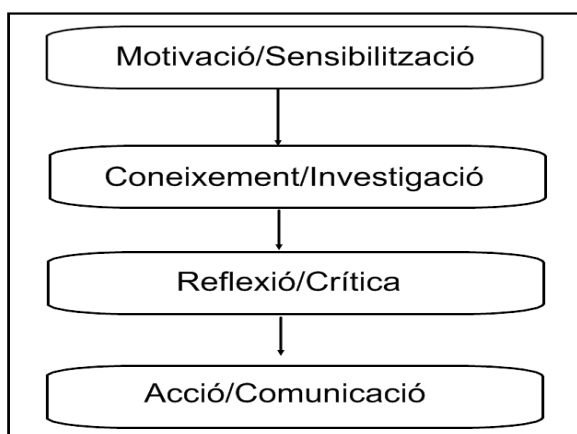 Motivació/Sensibilització
Coneixement/Investigació
Reflexió/Crítica
Acció/Comunicació